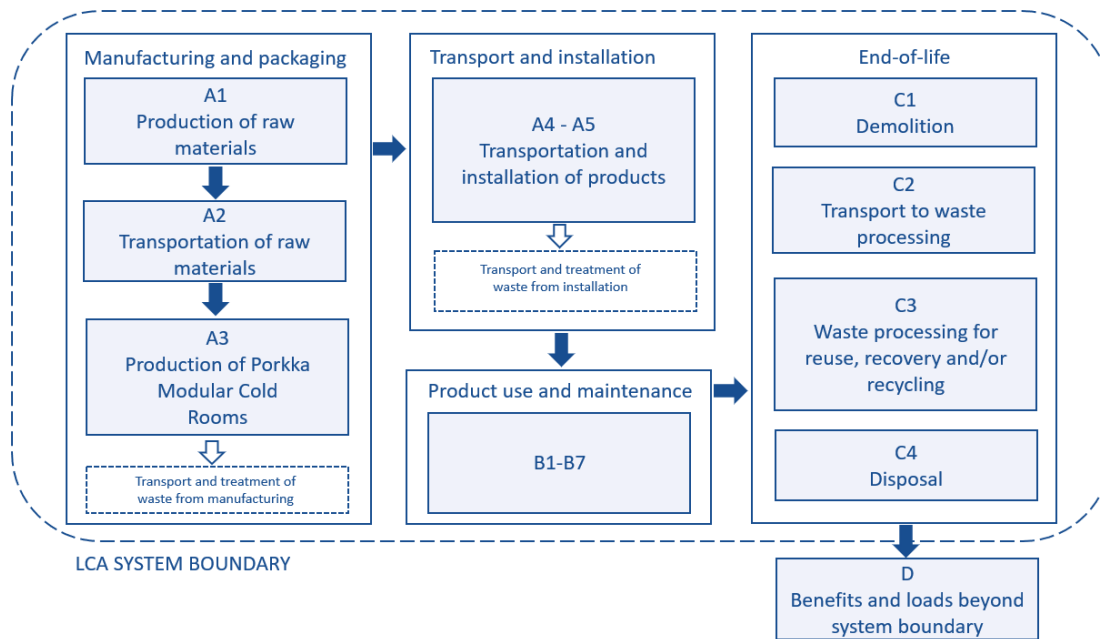 Manufacturing and packaging
A1
Production of raw
materials
A2
Transportation of raw
materials
A3
Production of Porkka
Modular Cold
Rooms
Transport and treatment of
waste from manufacturing
Transport and installation
A4 - A5
Transportation and
installation of products
Transport and treatment of
waste from installation
Product use and maintenance
B1-B7
End-of-life
C1
Demolition
C2
Transport to waste
processing
C3
Waste processing for
reuse, recovery and/or
recycling
C4
Disposal
LCA SYSTEM BOUNDARY
D
Benefits and loads beyond
system boundary